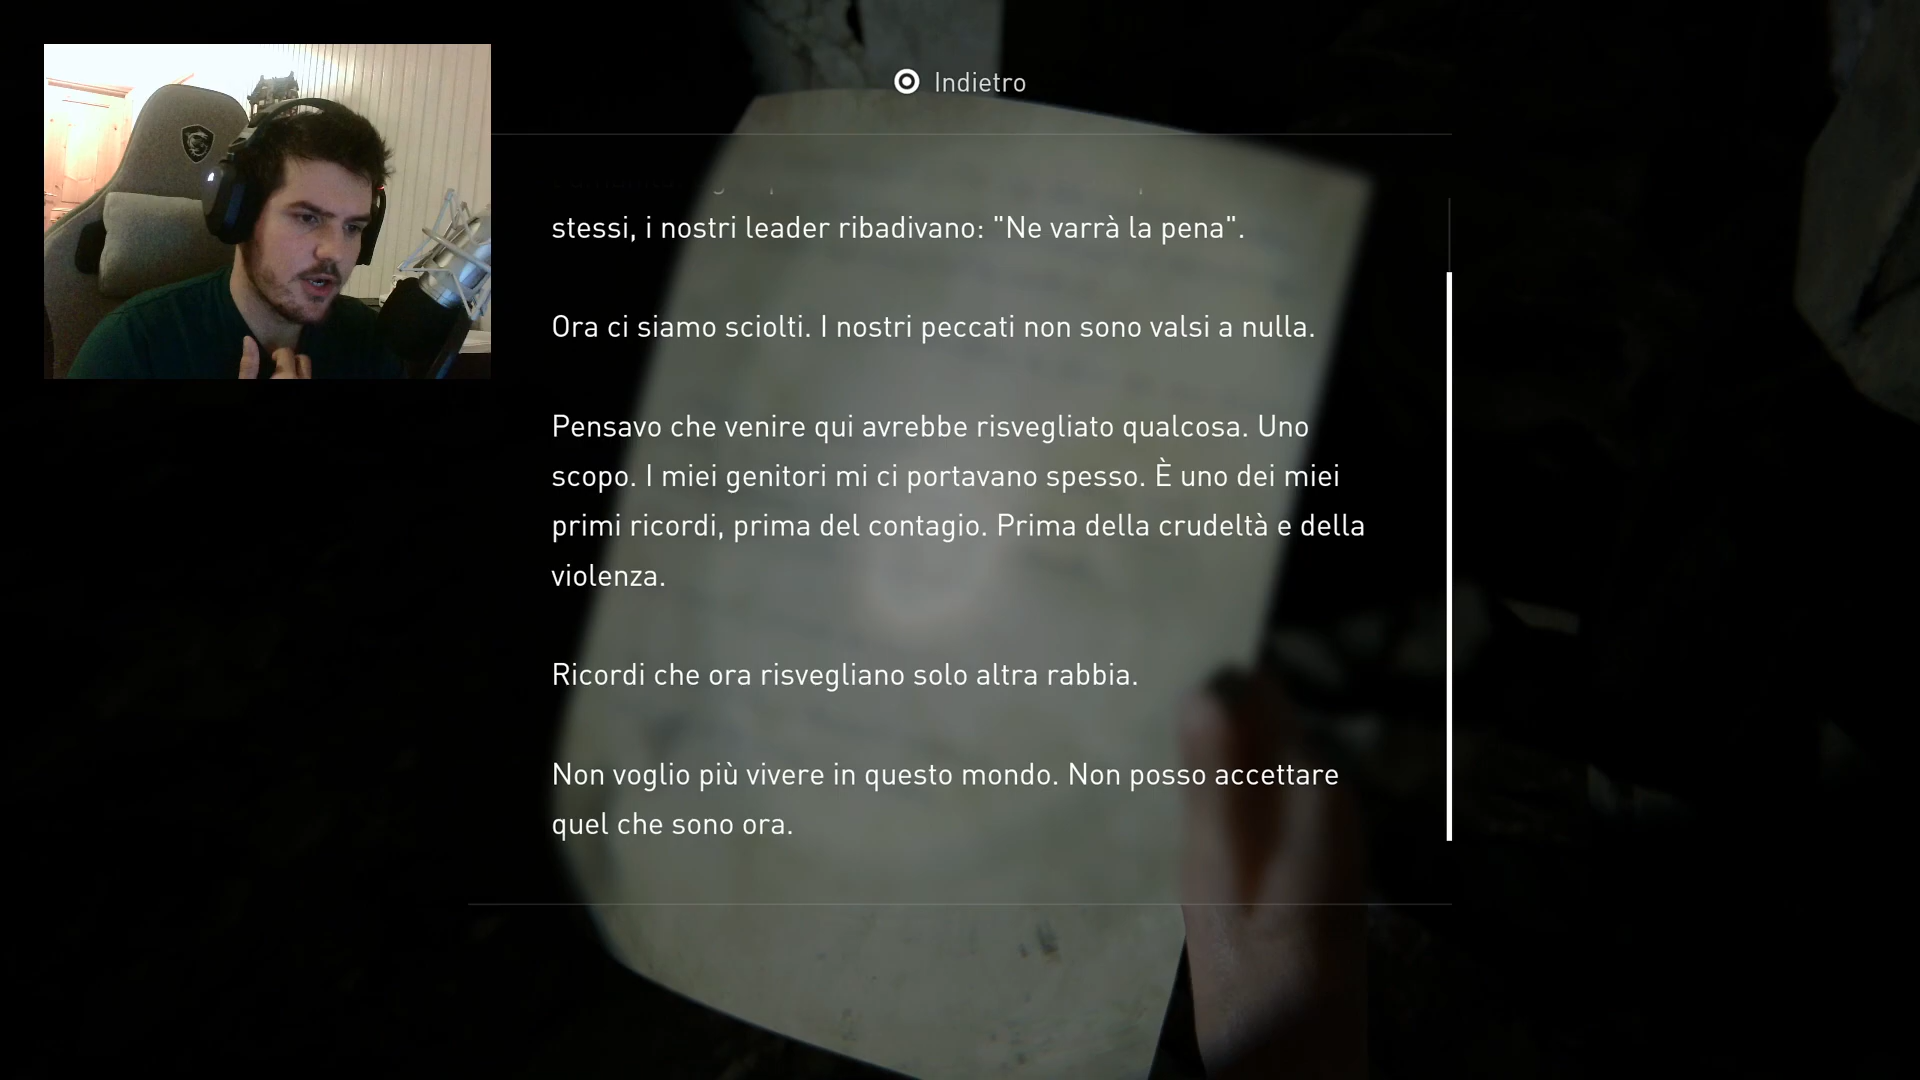 Indietro
stessi, i nostri leader ribadivano: "Ne varrà la pena".
Ora ci siamo sciolti. I nostri peccati non sono valsi a nulla.
Pensavo che venire qui avrebbe risvegliato qualcosa. Uno
scopo. I miei genitori mi ci portavano spesso. È uno dei miei
primi ricordi, prima del contagio. Prima della crudeltà e della
violenza.
Ricordi che ora risvegliano solo altra rabbia.
Non voglio più vivere in questo mondo. Non posso accettare
quel che sono ora.